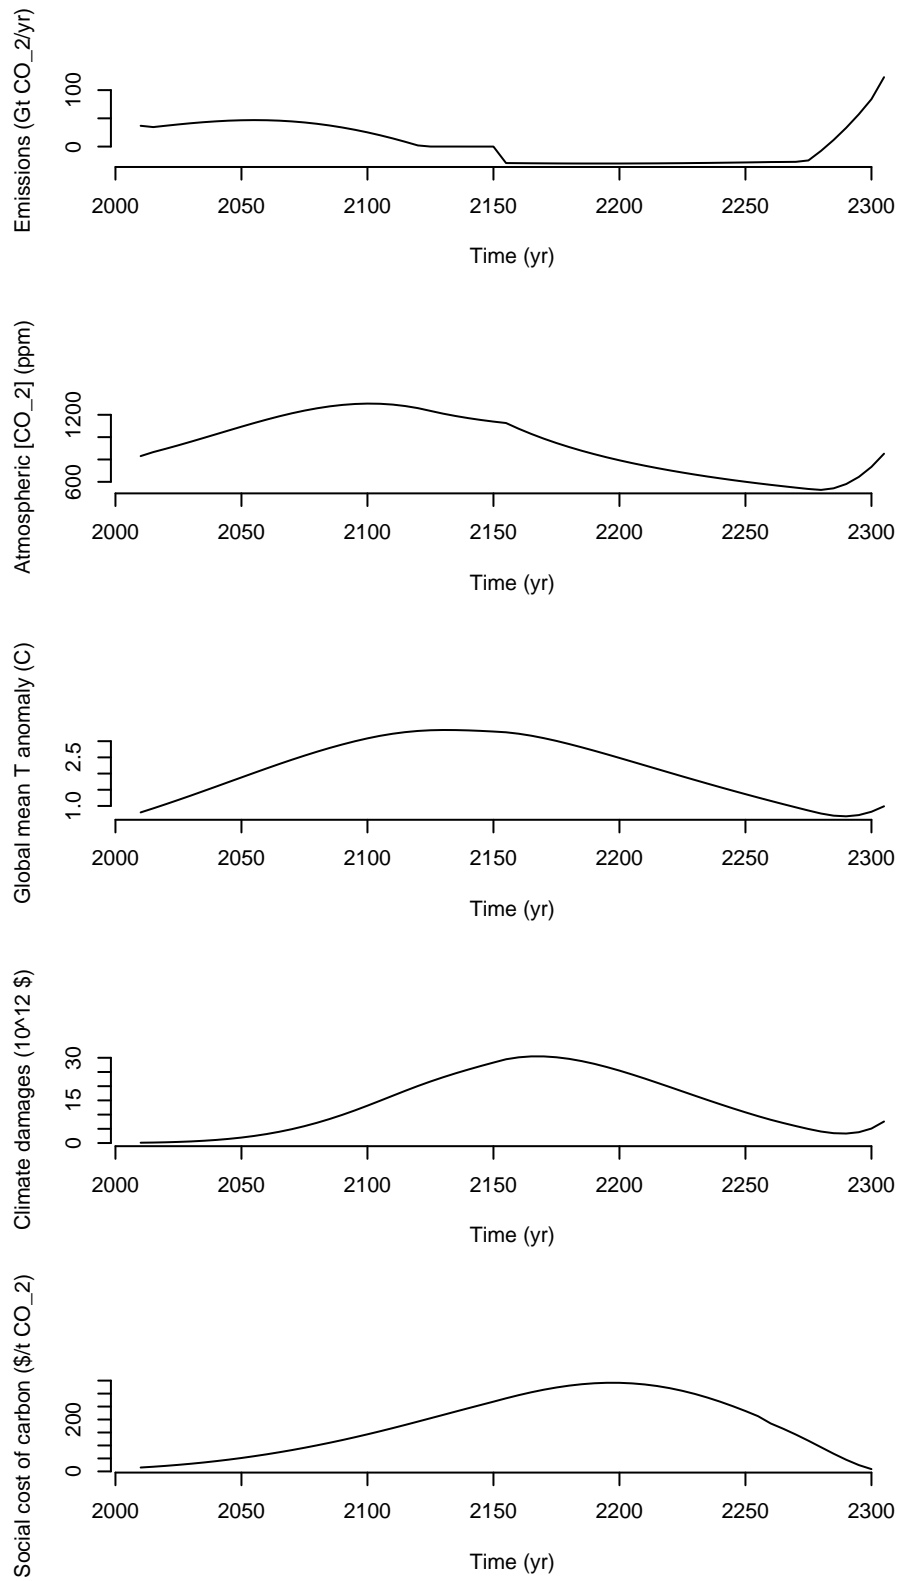 Emissions (Gt CO_2/yr)
0 100
2000 2050 2100 2150 2200 2250 2300
Time (yr)
Atmospheric [CO_2] (ppm)
600 1200
2000 2050 2100 2150 2200 2250 2300
Time (yr)
Global mean T anomaly (C)
1.0 2.5
2000 2050 2100 2150 2200 2250 2300
Time (yr)
Climate damages (10^12 $)
0 15 30
2000 2050 2100 2150 2200 2250 2300
Time (yr)
Social cost of carbon ($/t CO_2)
0 200
2000 2050 2100 2150 2200 2250 2300
Time (yr)